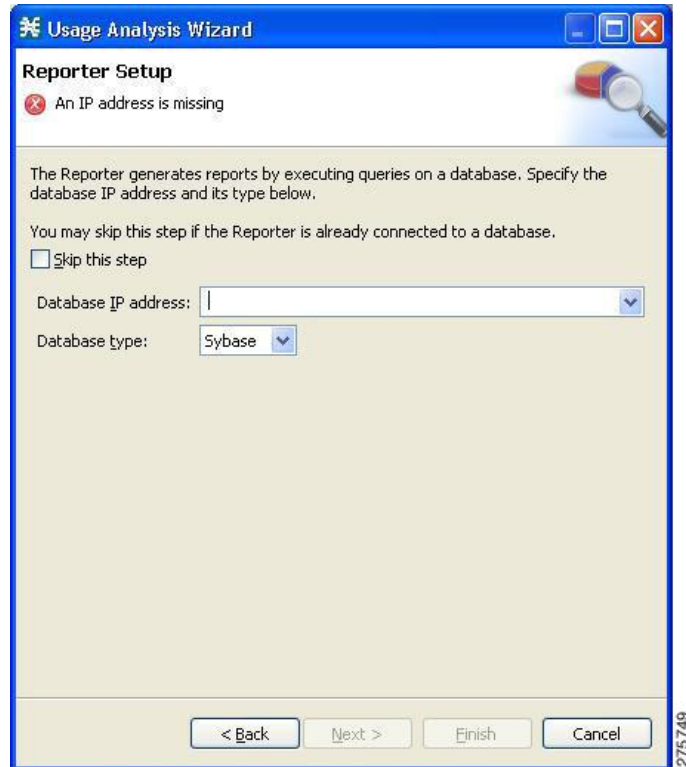 Usage Analysis Wizard
Reporter Setup
An IP address is missing
The Reporter generates reports by executing queries on a database. Specify the
database IP address and its type below.
You may skip this step if the Reporter is already connected to a database.
Skip this step
Database IP address:
Database type:
Sybase
< Back
Next >
Finish
Cancel
275749